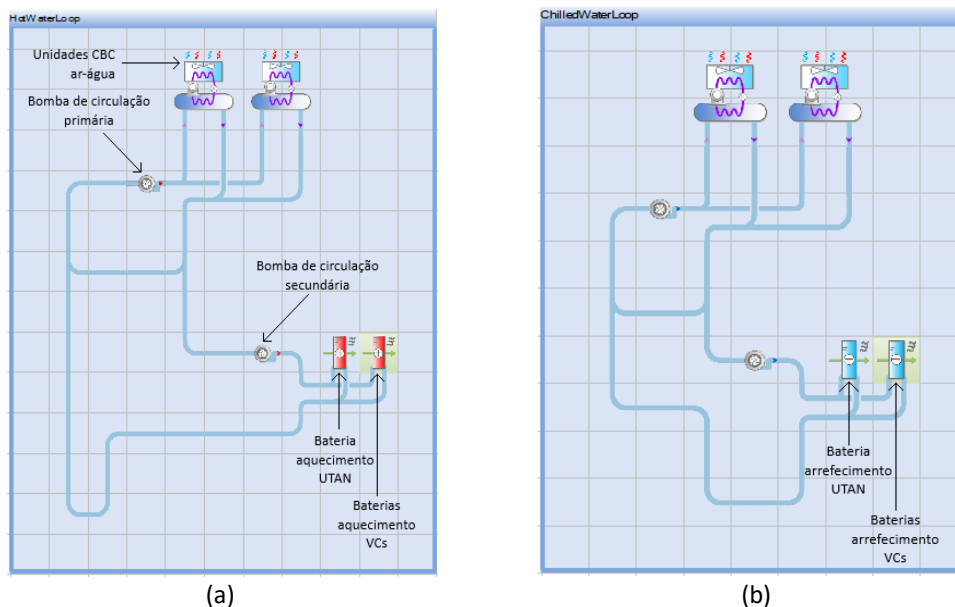 HotWaterLoop
Unidades CBC
ar-água
Bomba de circulação
primária
Bomba de circulação
secundária
Bateria
aquecimento
UTAN
Baterias
aquecimento
VCs
(a)
ChilledWaterLoop
Bateria
arrefecimento
UTAN
Baterias
arrefecimento
VCs
(b)